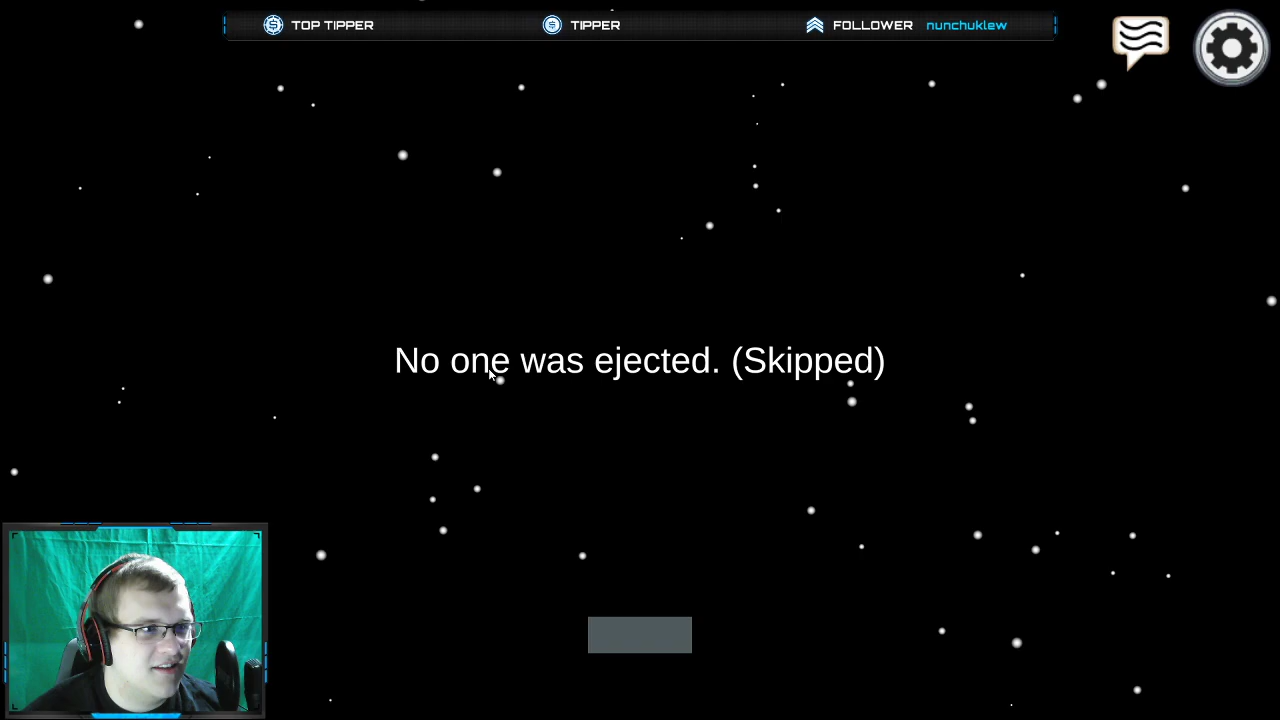 TOP TIPPER
TIPPER
FOLLOWER nunchuklew
No one was ejected. (Skipped)